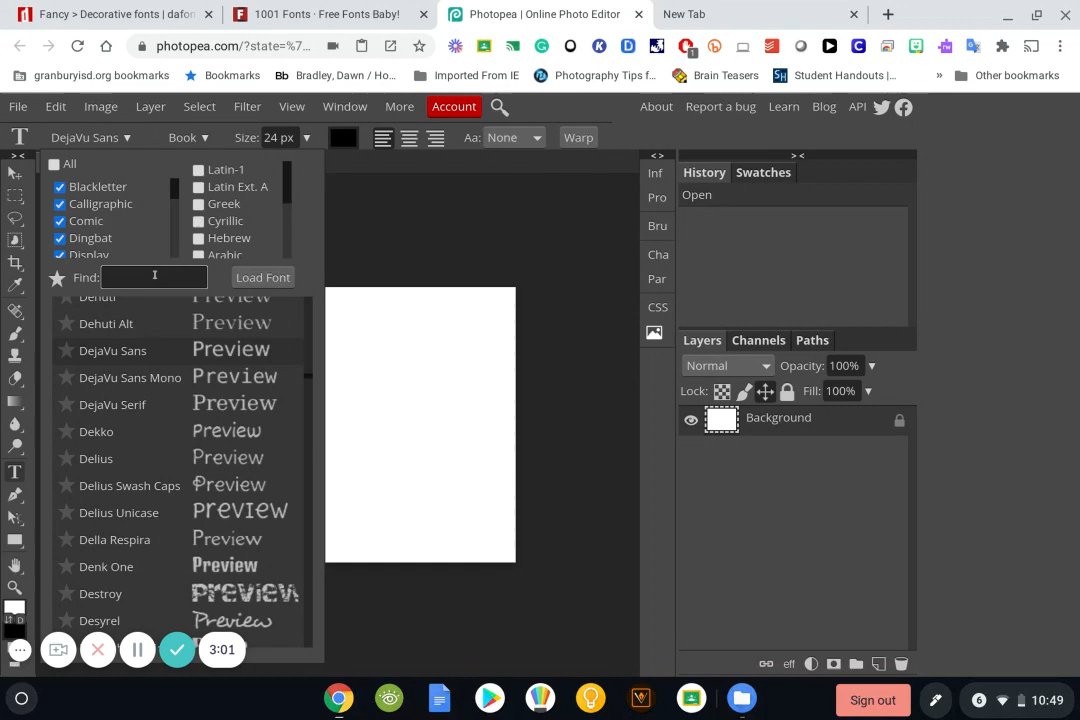 Fancy > Decorative fonts | dafon
1001 Fonts · Free Fonts Baby!
Photopea | Online Photo Editor
New Tab
photopea.com/?state=%7...
granburyisd.org bookmarks
Bookmarks
Bb Bradley, Dawn / Ho...
Imported From IE
Photography Tips f...
Brain Teasers
SH Student Handouts |...
»
Other bookmarks
File Edit Image Layer Select Filter View Window More Account
About Report a bug Learn Blog API
T DejaVu Sans Book Size: 24 px Aa: None Warp
> < < > > <
All
Blackletter
Calligraphic
Comic
Dingbat
Display
Latin-1
Latin Ext. A
Greek
Cyrillic
Hebrew
Arabic
Find: Load Font
Dehuti Preview
Dehuti Alt Preview
DejaVu Sans Preview
DejaVu Sans Mono Preview
DejaVu Serif Preview
Dekko Preview
Delius Preview
Delius Swash Caps Preview
Delius Unicase Preview
Della Respira Preview
Denk One Preview
Destroy Preview
Desyrel Preview
Inf
Pro
Bru
Cha
Par
CSS
History Swatches
Open
Layers Channels Paths
Normal Opacity: 100%
Lock: Fill: 100%
Background
eff
3:01
Sign out
6
10:49